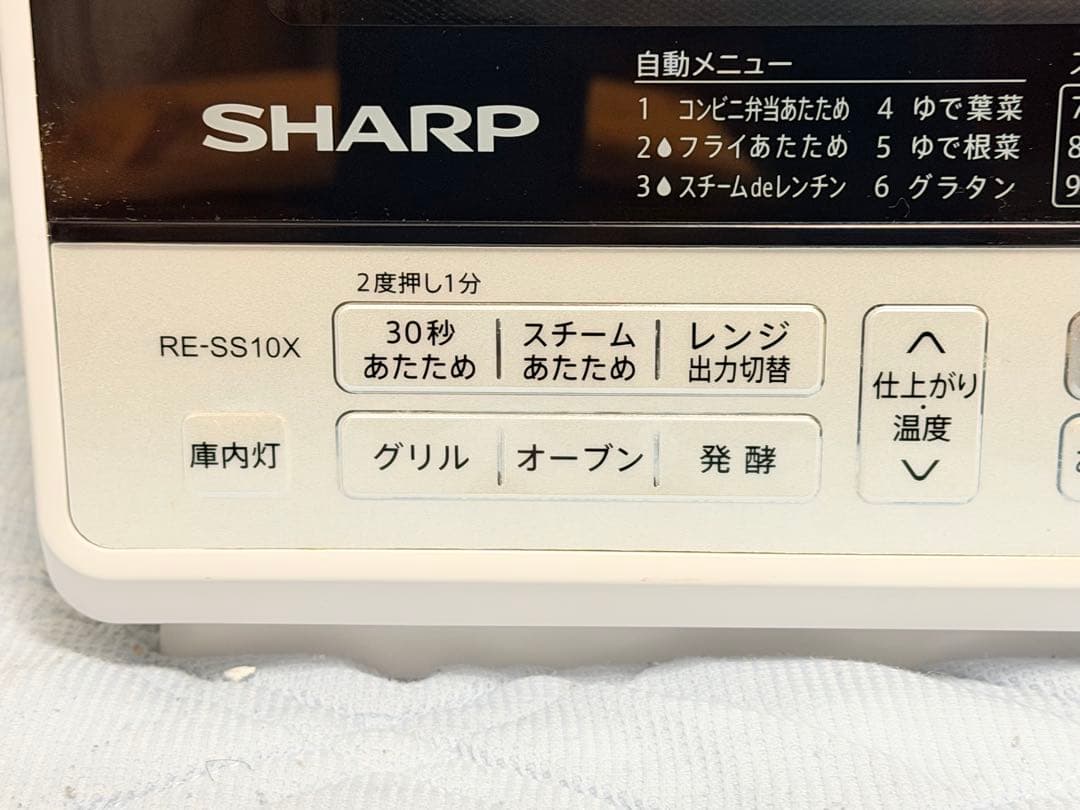 SHARP
自動メニュー
1 コンビニ弁当あたため 4 ゆで葉菜
2 フライあたため 5 ゆで根菜
3 スチームdeレンチン 6 グラタン
7
8
9
2度押し1分
RE-SS10X
30秒
あたため
スチーム
あたため
レンジ
出力切替
仕上がり
・
温度
庫内灯
グリル
オーブン
発酵